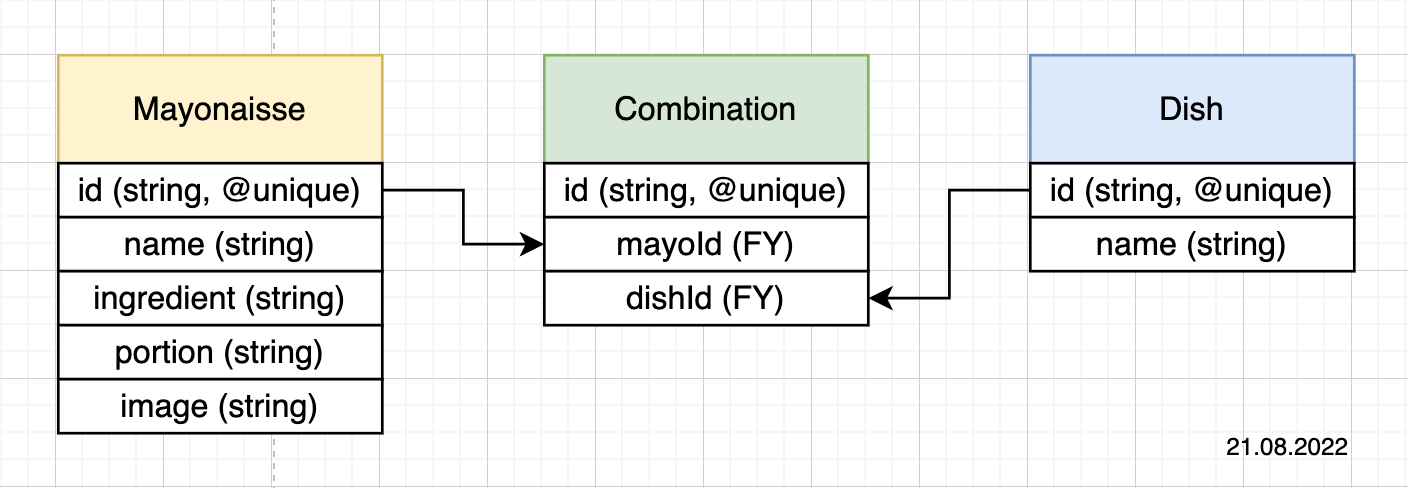 Mayonaisse
id (string, @unique)
name (string)
ingredient (string)
portion (string)
image (string)
Combination
id (string, @unique)
mayoId (FY)
dishId (FY)
Dish
id (string, @unique)
name (string)
21.08.2022